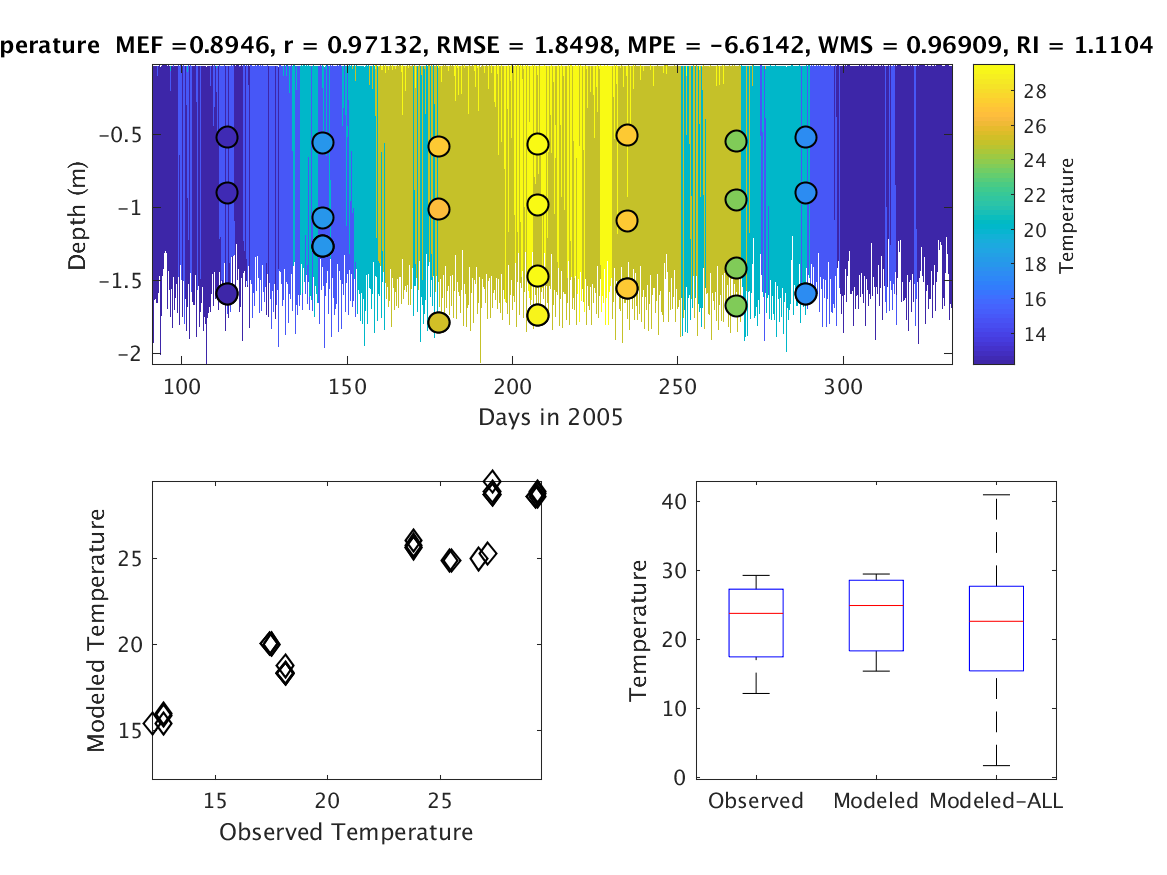 perature  MEF =0.8946, r = 0.97132, RMSE = 1.8498, MPE = -6.6142, WMS = 0.96909, RI = 1.1104
-0.5
-1
-1.5
-2
Depth (m)
100 150 200 250 300
Days in 2005
28
26
24
22
20
18
16
14
Temperature
25
20
15
Modeled Temperature
15 20 25
Observed Temperature
40
30
20
10
0
Temperature
Observed Modeled Modeled-ALL